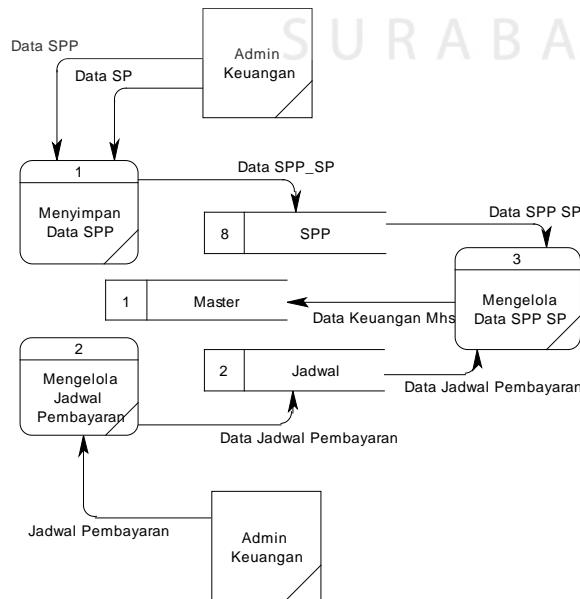 SURABA
Admin
Keuangan
Data SPP
Data SP
1
Menyimpan
Data SPP
Data SPP_SP
8
SPP
Data SPP SP
3
Mengelola
Data SPP SP
1
Master
Data Keuangan Mhs
2
Mengelola
Jadwal
Pembayaran
2
Jadwal
Data Jadwal Pembayaran
Data Jadwal Pembayaran
Jadwal Pembayaran
Admin
Keuangan